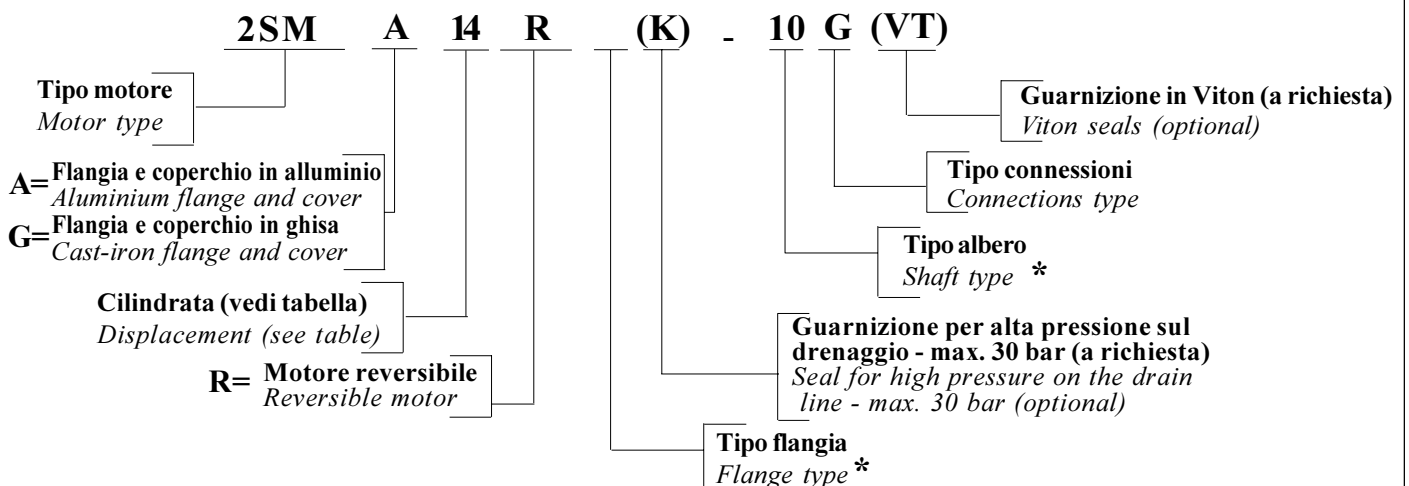 2SM A 14 R (K) - 10 G (VT)
Tipo motore
Motor type
Guarnizione in Viton (a richiesta)
Viton seals (optional)
A= Flangia e coperchio in alluminio
Aluminium flange and cover
G= Flangia e coperchio in ghisa
Cast-iron flange and cover
Tipo connessioni
Connections type
Tipo albero
Shaft type *
Cilindrata (vedi tabella)
Displacement (see table)
Guarnizione per alta pressione sul
drenaggio - max. 30 bar (a richiesta)
Seal for high pressure on the drain
line - max. 30 bar (optional)
R= Motore reversibile
Reversible motor
Tipo flangia
Flange type *